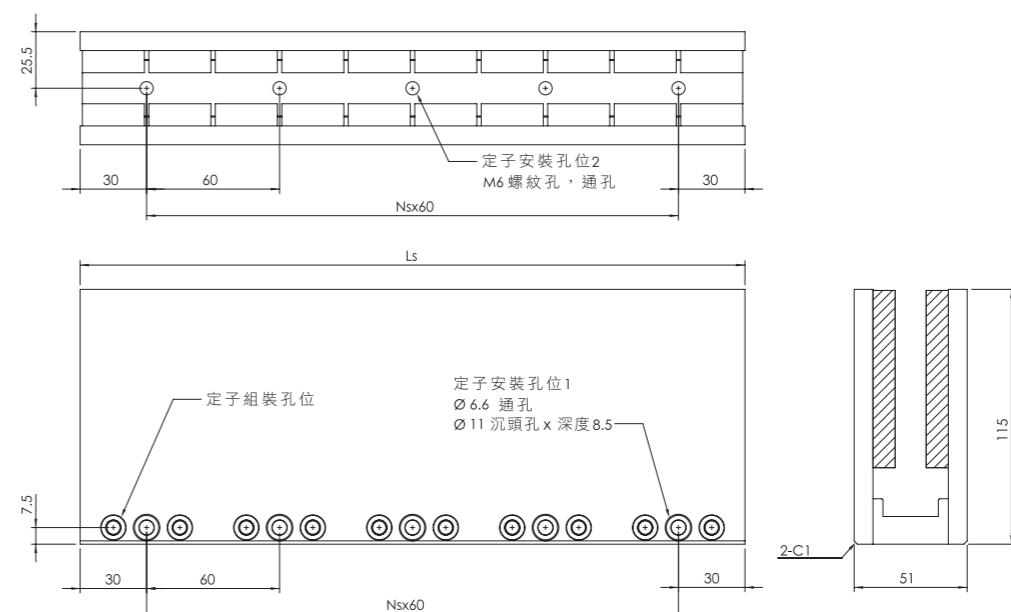 25.5
定子安裝孔位2
M6 螺紋孔，通孔
30
60
30
Nsx60
Ls
定子組裝孔位
定子安裝孔位1
Ø 6.6 通孔
Ø 11 沉頭孔 x 深度 8.5
7.5
30
60
30
Nsx60
115
2-C1
51